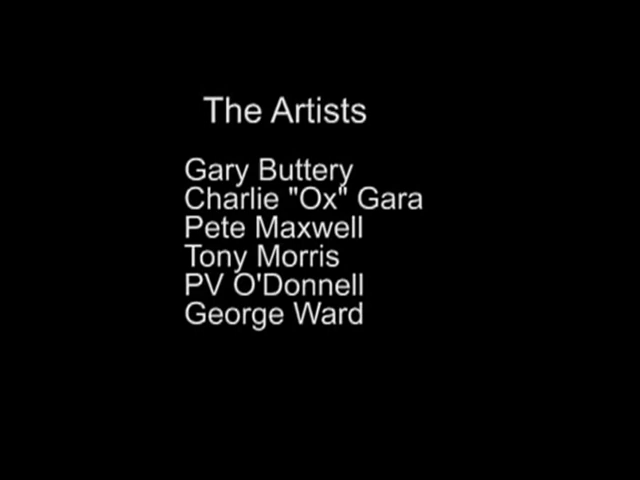 The Artists
Gary Buttery
Charlie "Ox" Gara
Pete Maxwell
Tony Morris
PV O'Donnell
George Ward